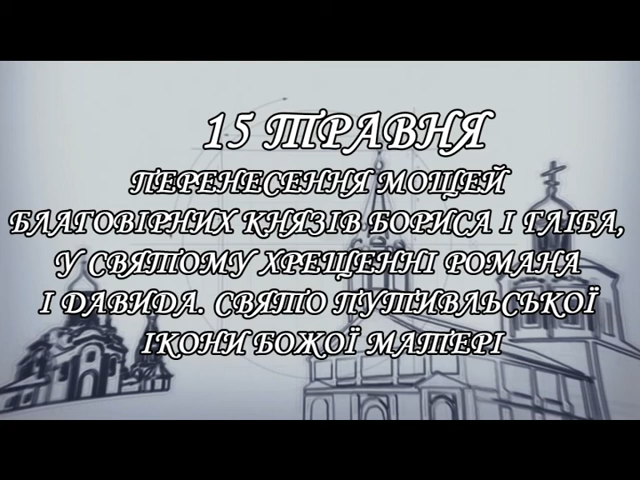 15 ТРАВНЯ
ПЕРЕНЕСЕННЯ МОЩЕЙ
БЛАГОВІРНИХ КНЯЗІВ БОРИСА І ГЛІБА,
У СВЯТОМУ ХРЕЩЕННІ РОМАНА
І ДАВИДА. СВЯТО ПУТИВЛЬСЬКОЇ
ІКОНИ БОЖОЇ МАТЕРІ